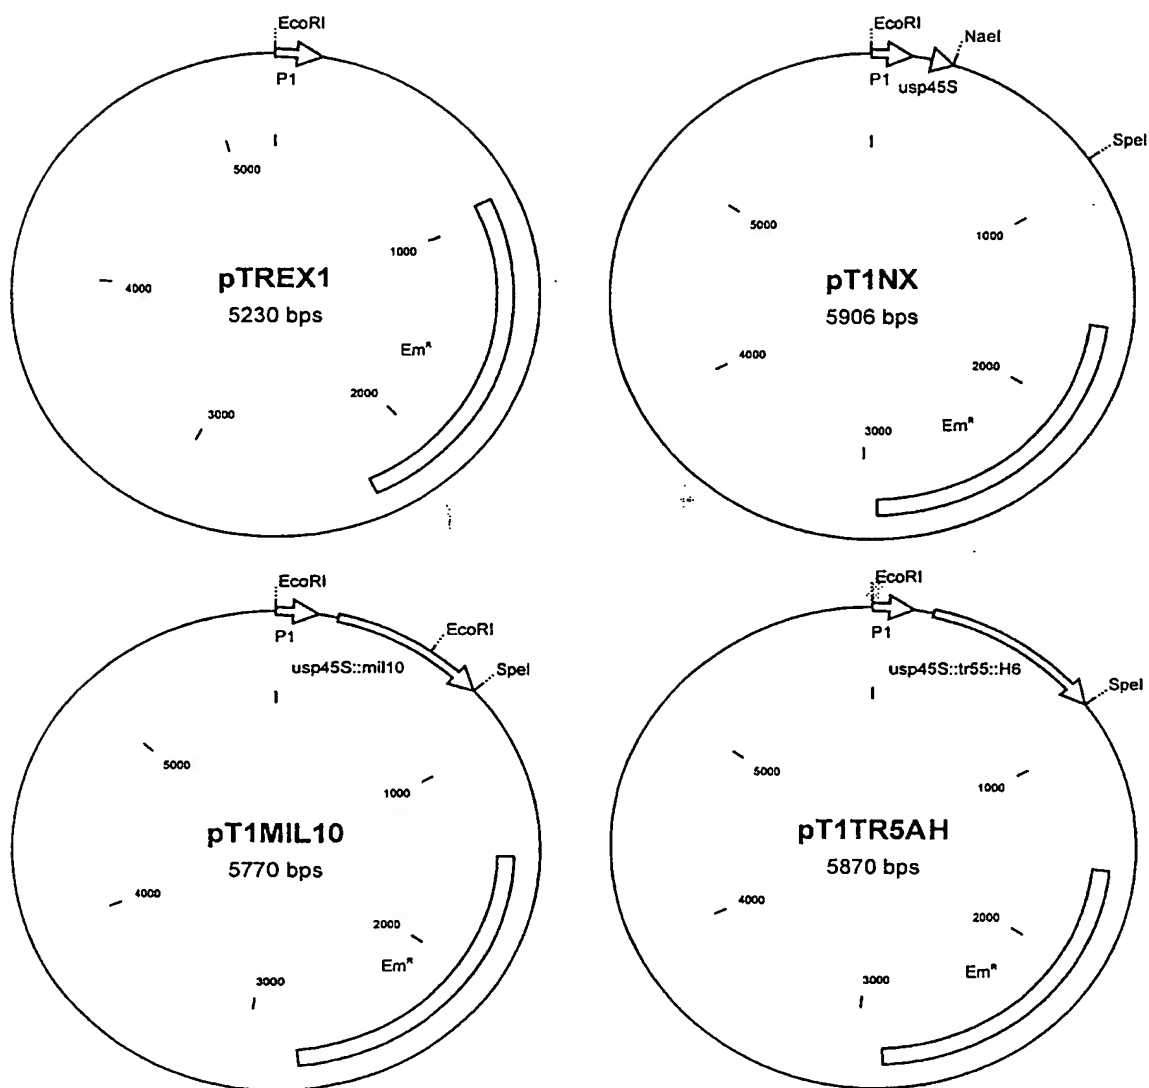 EcoRI
P1
5000
1000
4000
pTREX1
5230 bps
Em^R
2000
3000
EcoRI
NaeI
P1
usp45S
SpeI
5000
1000
pT1NX
5906 bps
4000
2000
3000
Em^R
EcoRI
P1
EcoRI
usp45S::mil10
SpeI
5000
1000
pT1MIL10
5770 bps
4000
2000
Em^R
3000
EcoRI
P1
usp45S::tr55::H6
SpeI
5000
1000
pT1TR5AH
5870 bps
4000
2000
Em^R
3000